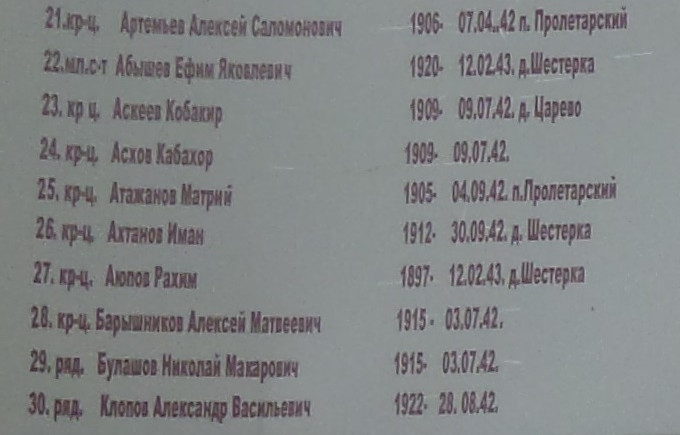 21.кр-ц. Артемьев Алексей Саломонович 1906- 07.04..42 п. Пролетарский
22.мл.с-т Абышев Ефим Яковлевич 1920- 12.02.43. д.Шестерка
23. кр ц. Аскеев Кобакир 1909- 09.07.42. д. Царево
24. кр-ц. Асхов Кабахор 1909- 09.07.42.
25. кр-ц. Атажанов Матрий 1905- 04.09.42. п.Пролетарский
26. кр-ц. Ахтанов Иман 1912- 30.09.42. д. Шестерка
27. кр-ц. Аюпов Рахим 1897- 12.02.43. д.Шестерка
28. кр-ц. Барышников Алексей Матвеевич 1915 - 03.07.42.
29. ряд. Булашов Николай Макарович 1915- 03.07.42.
30. ряд. Клопов Александр Васильевич 1922- 28. 08.42.